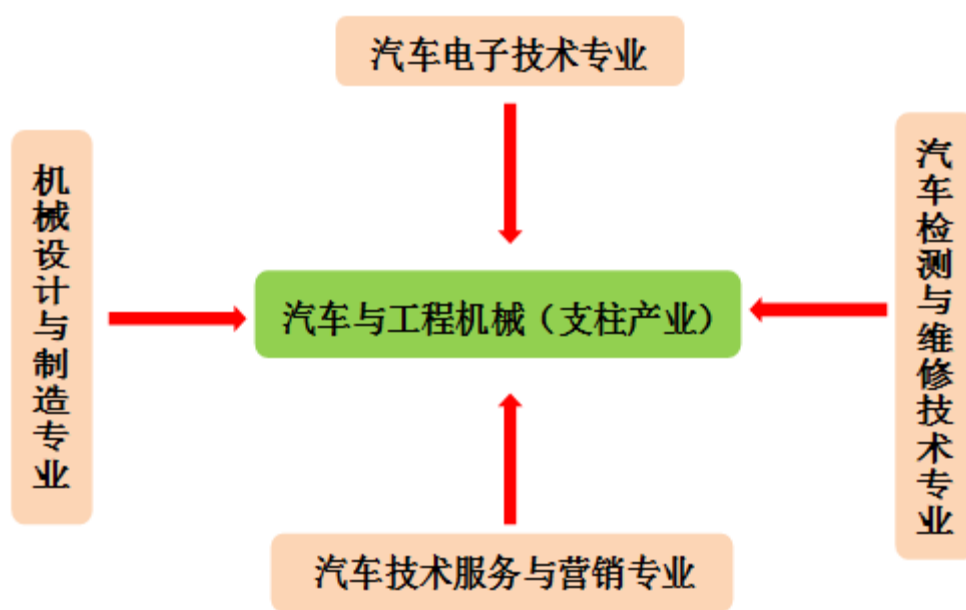 汽车电子技术专业
机械设计与制造专业
汽车与工程机械（支柱产业）
汽车检测与维修技术专业
汽车技术服务与营销专业